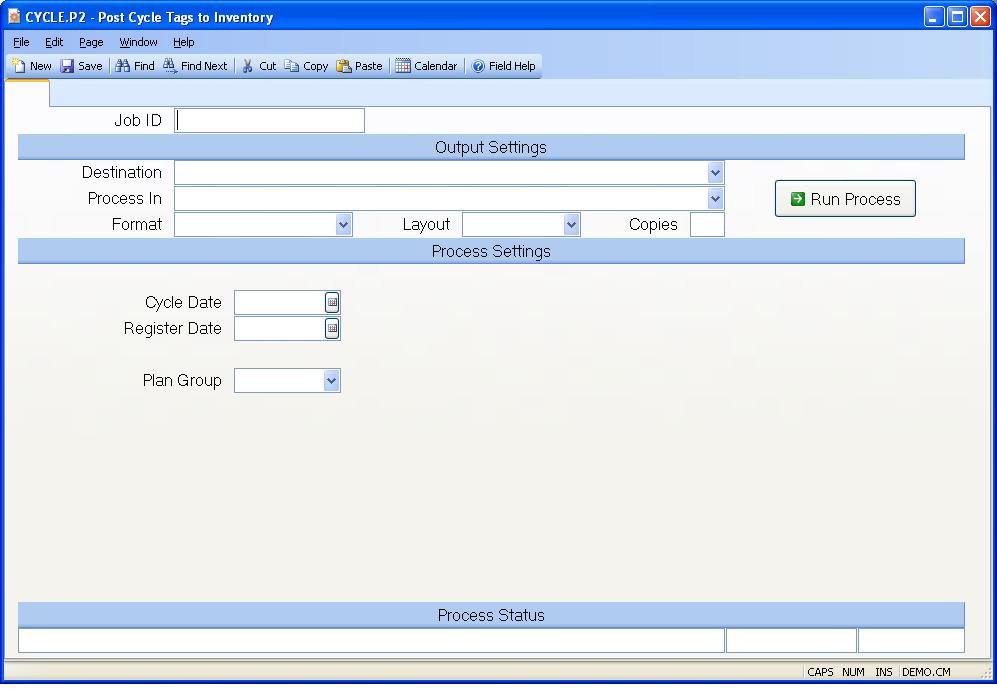 CYCLE.P2 - Post Cycle Tags to Inventory
File Edit Page Window Help
New Save Find Find Next Cut Copy Paste Calendar Field Help
Job ID
Output Settings
Destination
Process In
Run Process
Format Layout Copies
Process Settings
Cycle Date
Register Date
Plan Group
Process Status
CAPS NUM INS DEMO.CM